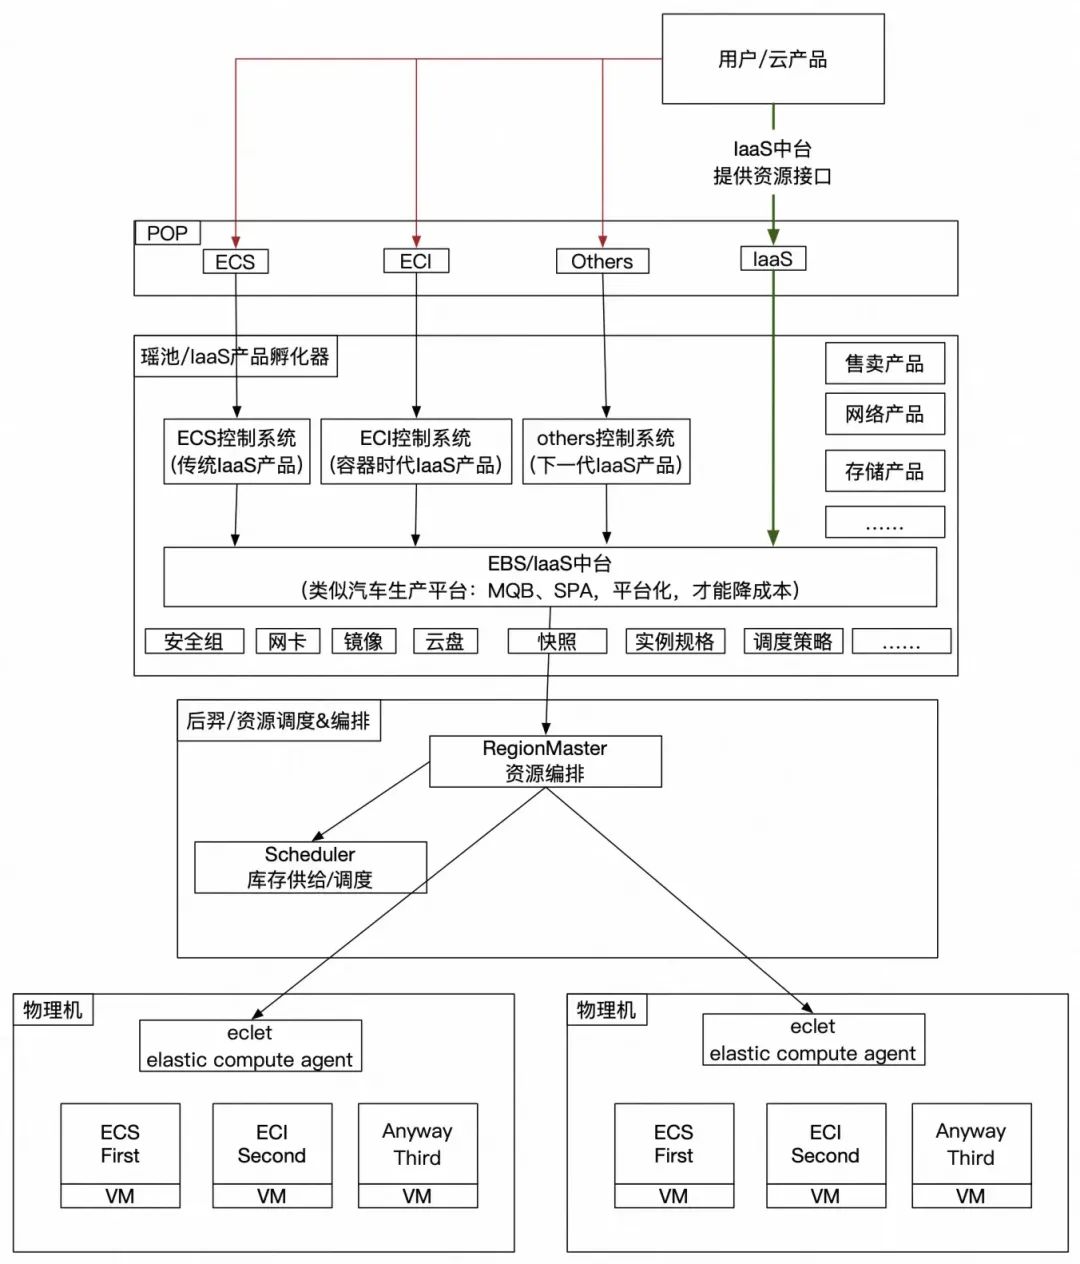 用户/云产品
IaaS中台
提供资源接口
POP
ECS
ECI
Others
IaaS
瑶池/IaaS产品孵化器
售卖产品
网络产品
存储产品
……
ECS控制系统
(传统IaaS产品)
ECI控制系统
(容器时代IaaS产品)
others控制系统
(下一代IaaS产品)
EBS/IaaS中台
(类似汽车生产平台：MQB、SPA，平台化，才能降成本)
安全组
网卡
镜像
云盘
快照
实例规格
调度策略
……
后羿/资源调度&编排
RegionMaster
资源编排
Scheduler
库存供给/调度
物理机
eclet
elastic compute agent
ECS
First
VM
ECI
Second
VM
Anyway
Third
VM
物理机
eclet
elastic compute agent
ECS
First
VM
ECI
Second
VM
Anyway
Third
VM